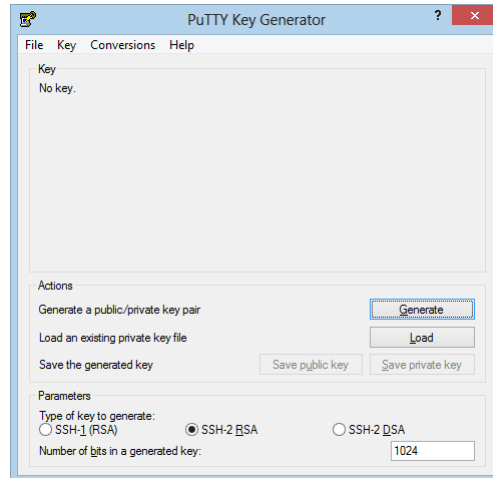 PuTTY Key Generator ? ×
File Key Conversions Help
Key
No key.
Actions
Generate a public/private key pair Generate
Load an existing private key file Load
Save the generated key Save public key Save private key
Parameters
Type of key to generate:
SSH-1 (RSA) SSH-2 RSA SSH-2 DSA
Number of bits in a generated key: 1024